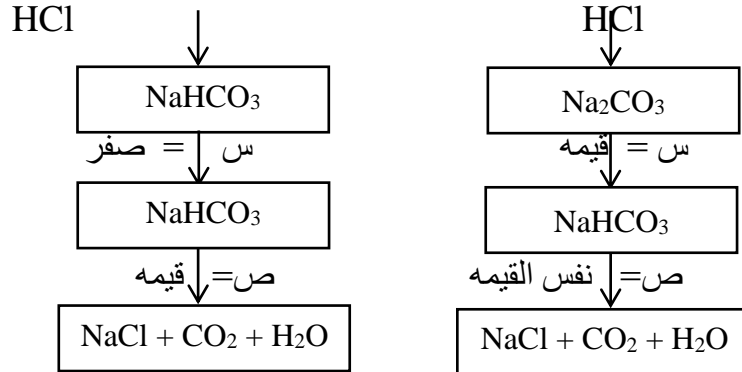 HCl
NaHCO₃
س = صفر
NaHCO₃
ص= قيمه
NaCl + CO₂ + H₂O
HCl
Na₂CO₃
س = قيمه
NaHCO₃
ص= نفس القيمه
NaCl + CO₂ + H₂O